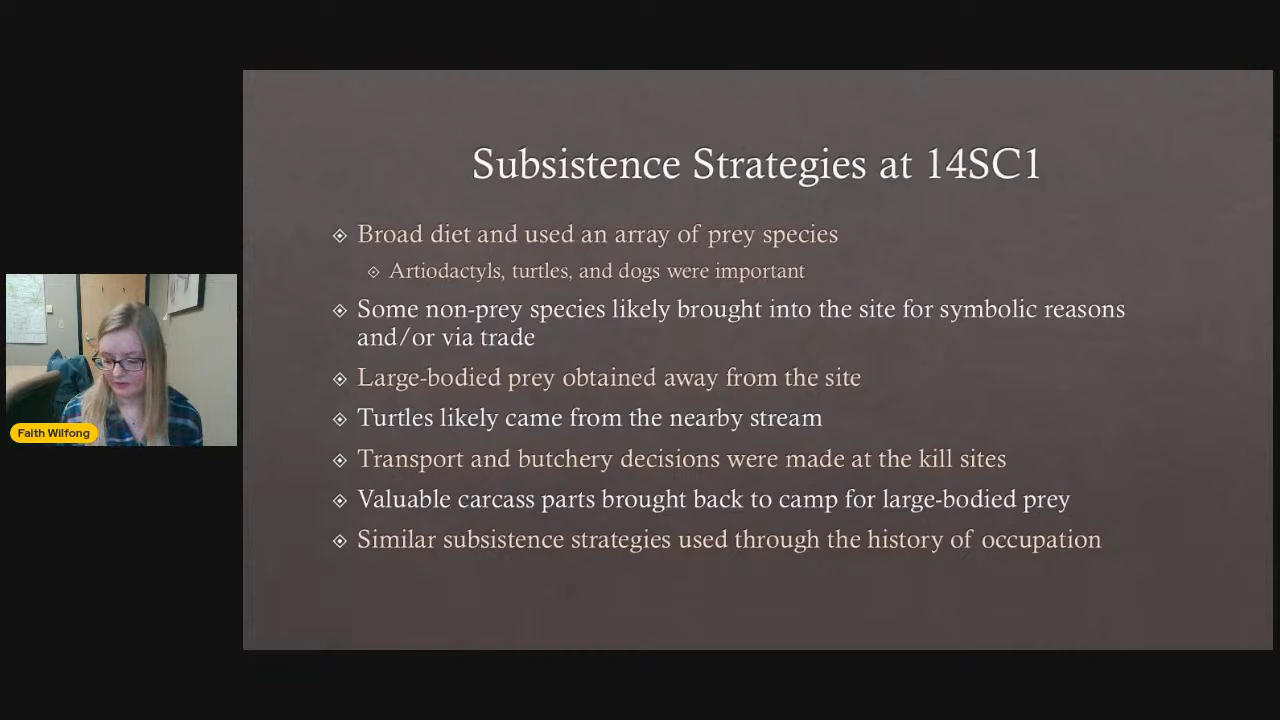 Subsistence Strategies at 14SC1
Broad diet and used an array of prey species
Artiodactyls, turtles, and dogs were important
Some non-prey species likely brought into the site for symbolic reasons
and/or via trade
Large-bodied prey obtained away from the site
Turtles likely came from the nearby stream
Transport and butchery decisions were made at the kill sites
Valuable carcass parts brought back to camp for large-bodied prey
Similar subsistence strategies used through the history of occupation
Faith Wilfong